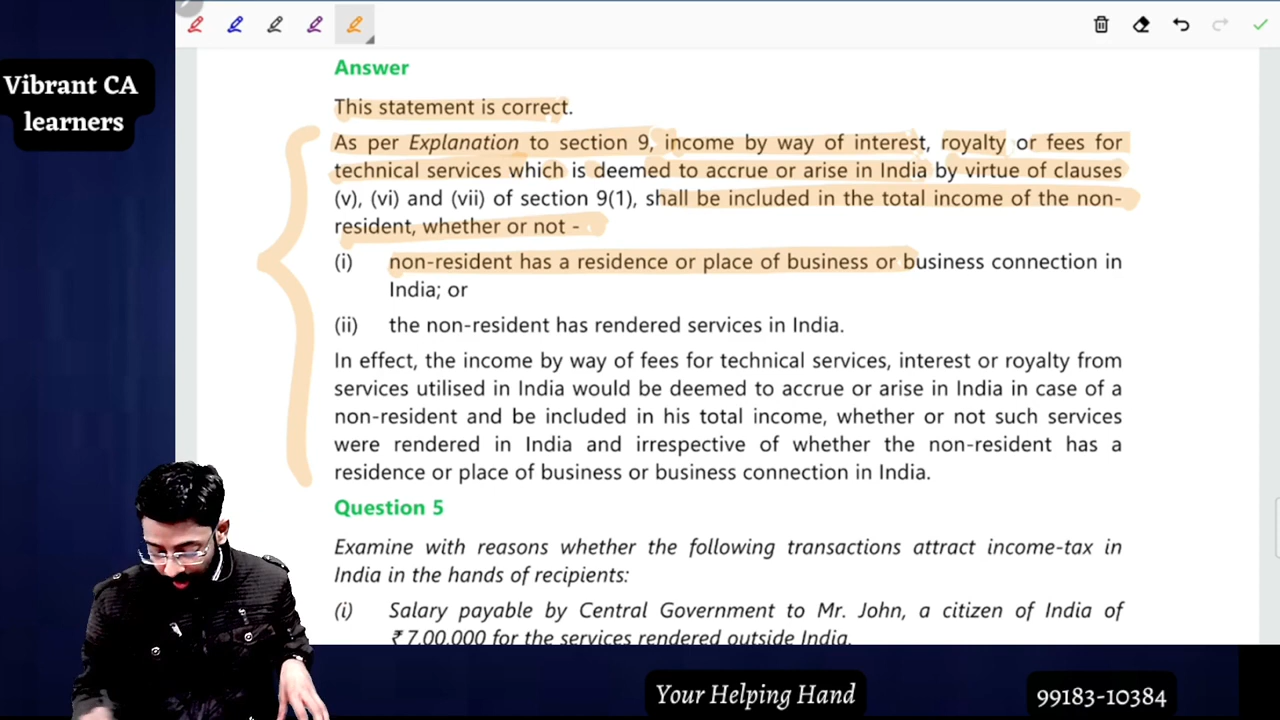 Vibrant CA
learners
Answer
This statement is correct.
As per Explanation to section 9, income by way of interest, royalty or fees for
technical services which is deemed to accrue or arise in India by virtue of clauses
(v), (vi) and (vii) of section 9(1), shall be included in the total income of the non-
resident, whether or not -
(i) non-resident has a residence or place of business or business connection in
India; or
(ii) the non-resident has rendered services in India.
In effect, the income by way of fees for technical services, interest or royalty from
services utilised in India would be deemed to accrue or arise in India in case of a
non-resident and be included in his total income, whether or not such services
were rendered in India and irrespective of whether the non-resident has a
residence or place of business or business connection in India.
Question 5
Examine with reasons whether the following transactions attract income-tax in
India in the hands of recipients:
(i) Salary payable by Central Government to Mr. John, a citizen of India of
₹ 7,00,000 for the services rendered outside India.
Your Helping Hand
99183-10384